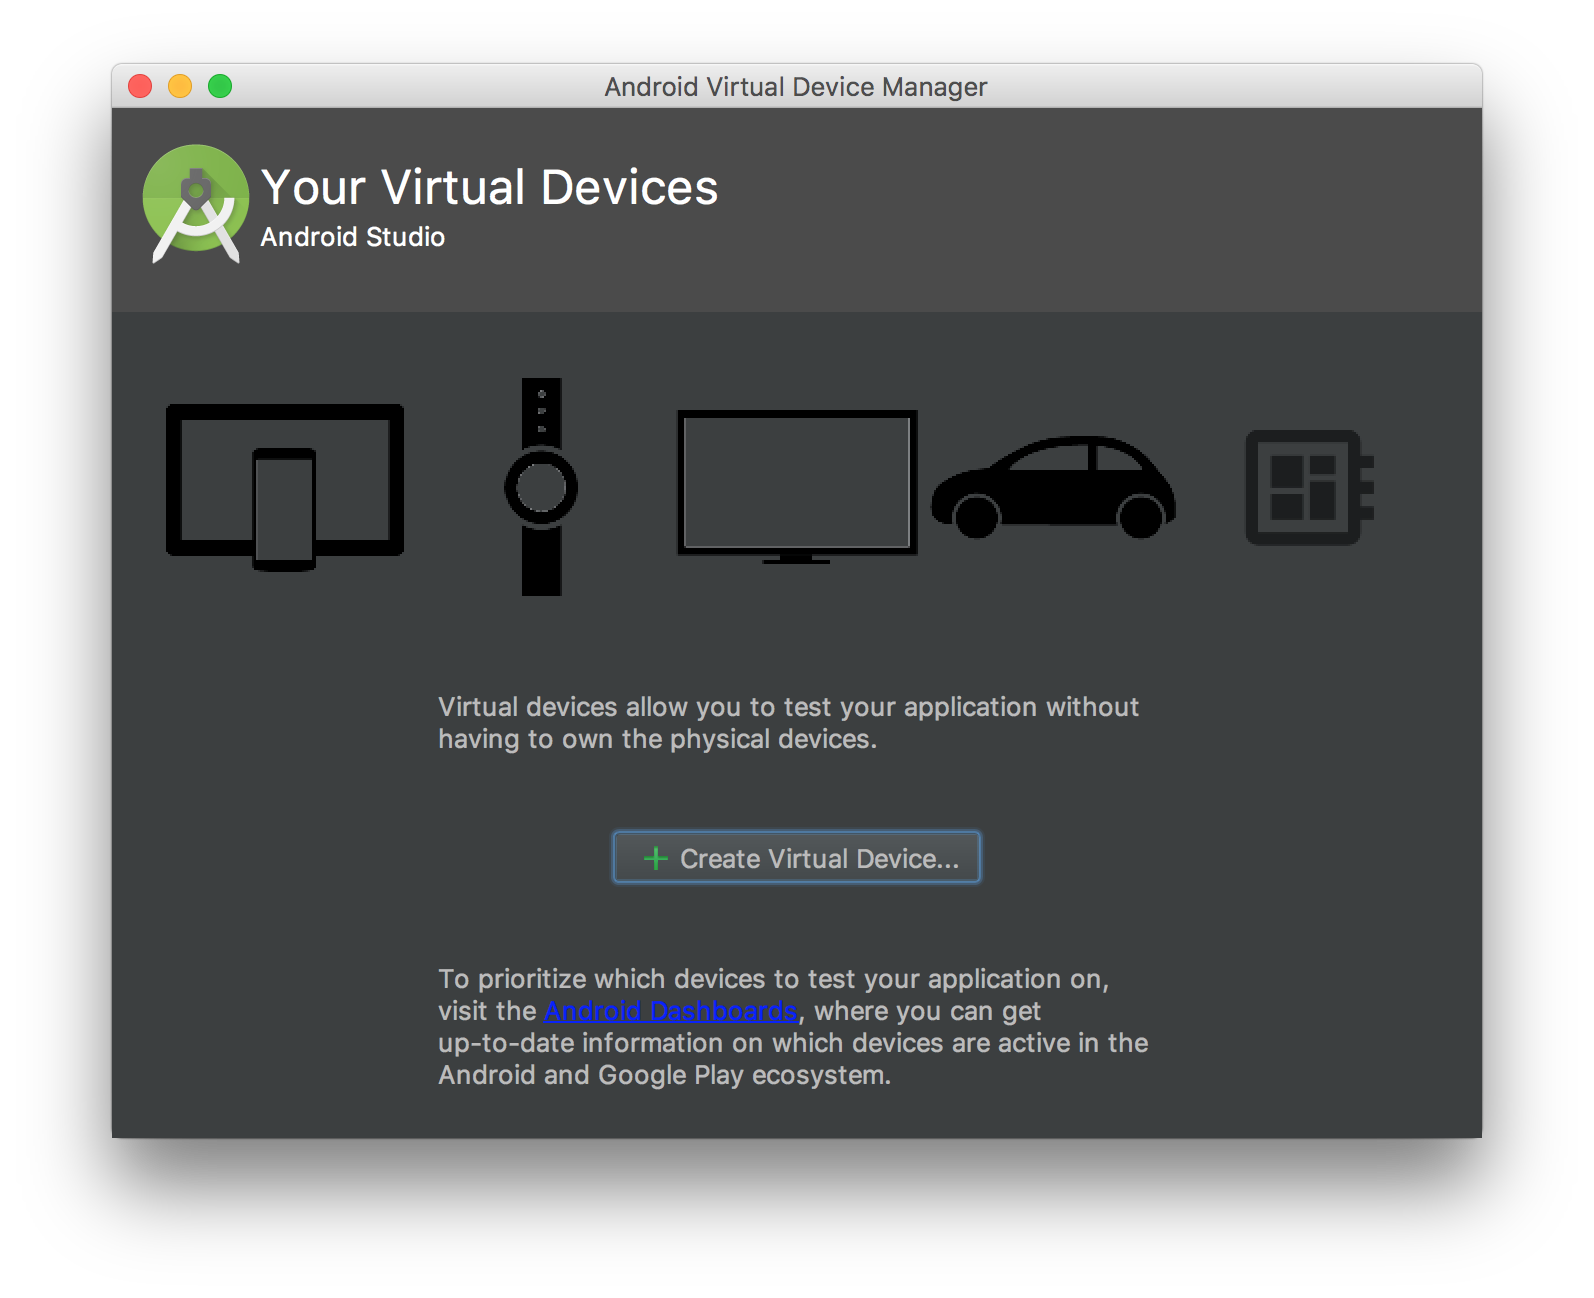 Android Virtual Device Manager
Your Virtual Devices
Android Studio
Virtual devices allow you to test your application without
having to own the physical devices.
Create Virtual Device...
To prioritize which devices to test your application on,
visit the Android Dashboards, where you can get
up-to-date information on which devices are active in the
Android and Google Play ecosystem.